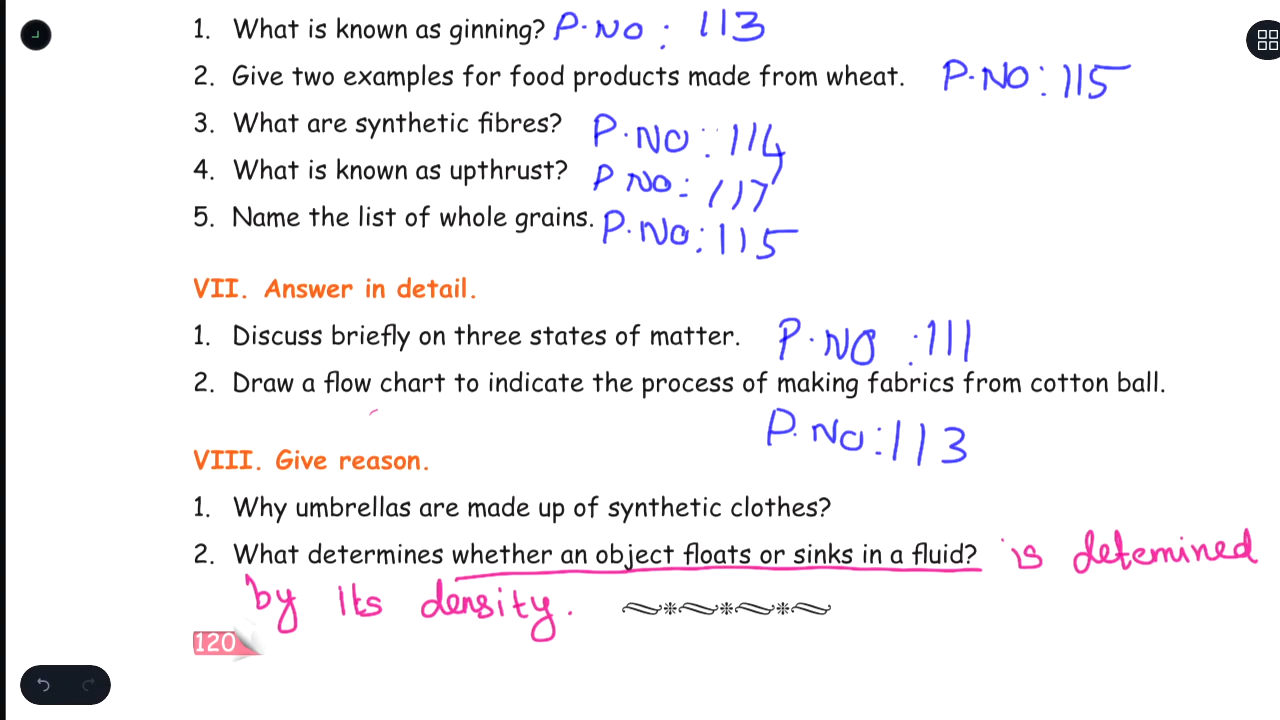 1. What is known as ginning? P.NO: 113
2. Give two examples for food products made from wheat. P.NO: 115
3. What are synthetic fibres? P.NO: 114
4. What is known as upthrust? P NO: 117
5. Name the list of whole grains. P.NO: 115
VII. Answer in detail.
1. Discuss briefly on three states of matter. P.NO: 111
2. Draw a flow chart to indicate the process of making fabrics from cotton ball.
P.NO: 113
VIII. Give reason.
1. Why umbrellas are made up of synthetic clothes?
2. What determines whether an object floats or sinks in a fluid? is detemined
by its density.
120